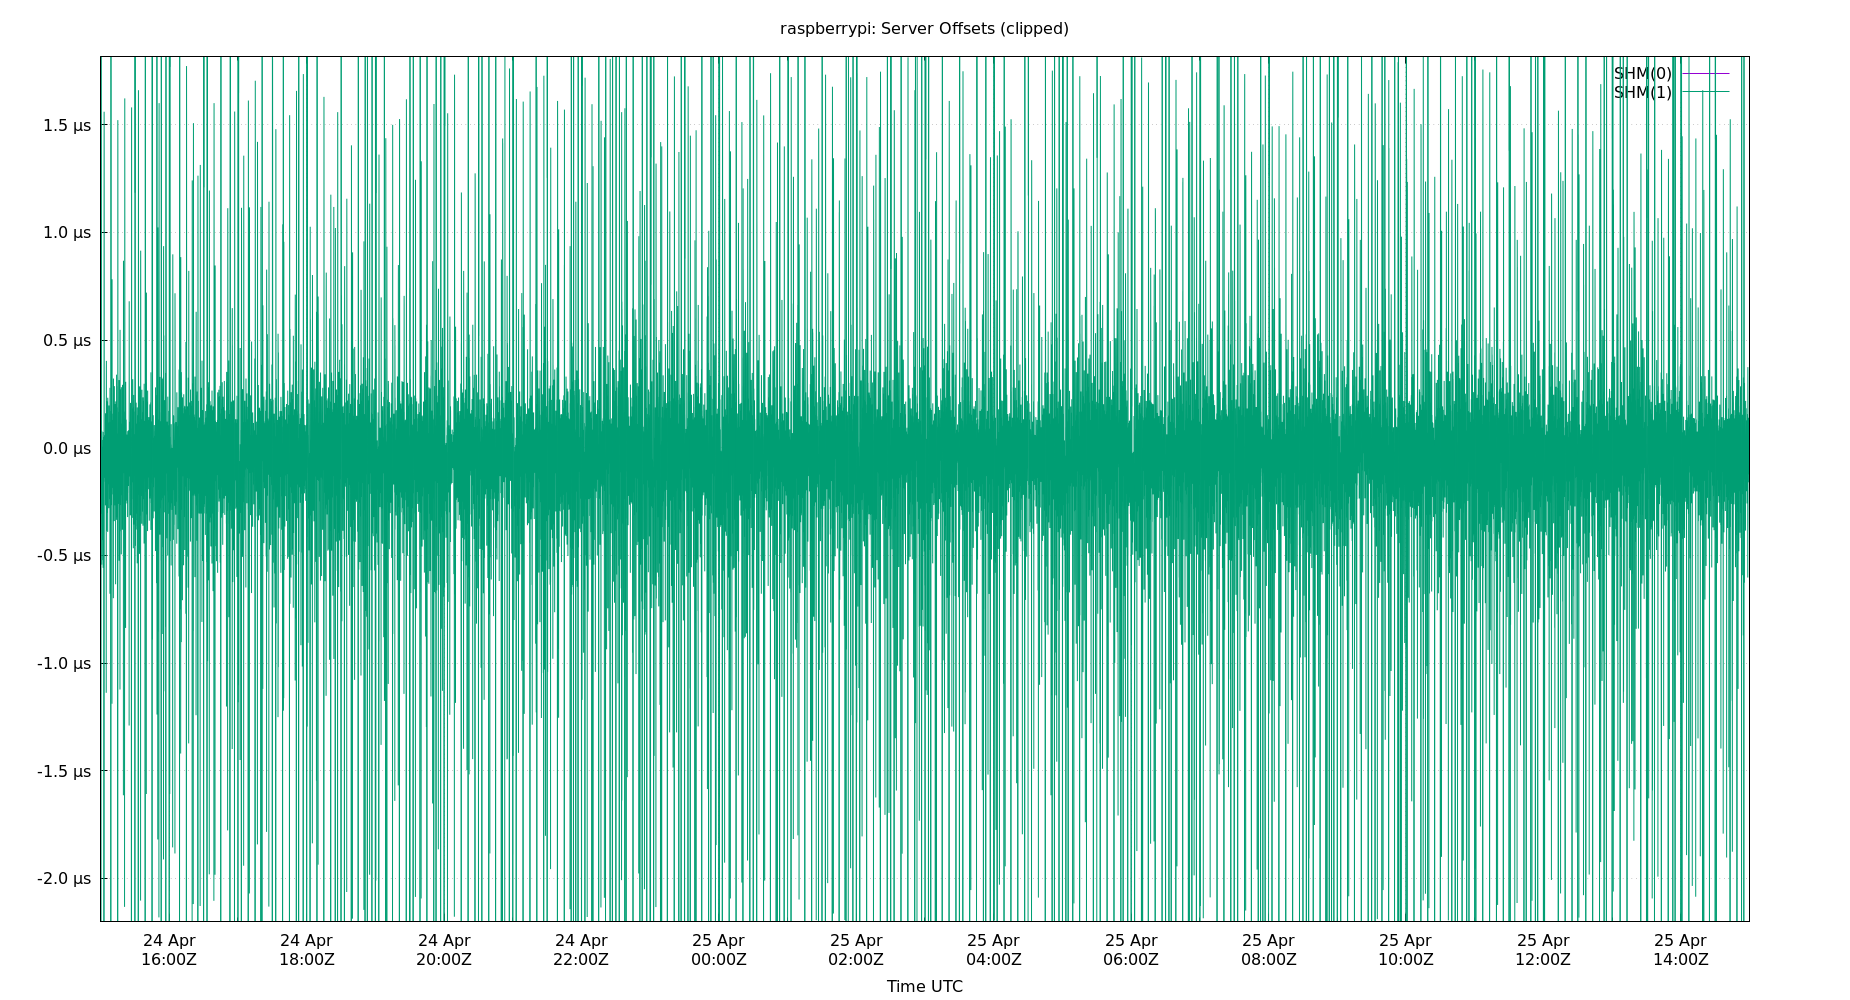 raspberrypi: Server Offsets (clipped)
SHM(0)
SHM(1)
1.5 µs
1.0 µs
0.5 µs
0.0 µs
-0.5 µs
-1.0 µs
-1.5 µs
-2.0 µs
24 Apr 24 Apr 24 Apr 24 Apr 25 Apr 25 Apr 25 Apr 25 Apr 25 Apr 25 Apr 25 Apr 25 Apr
16:00Z 18:00Z 20:00Z 22:00Z 00:00Z 02:00Z 04:00Z 06:00Z 08:00Z 10:00Z 12:00Z 14:00Z
Time UTC